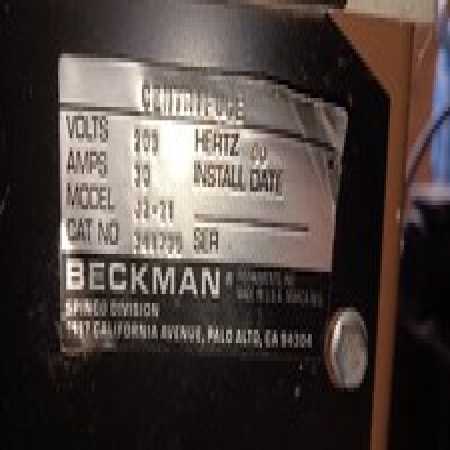 CENTRIFUGE
VOLTS 208 HERTZ 60
AMPS 30 INSTALL DATE
MODEL J2-21
CAT NO SER
BECKMAN ®
SPINCO DIVISION
1117 CALIFORNIA AVENUE, PALO ALTO, CA 94304